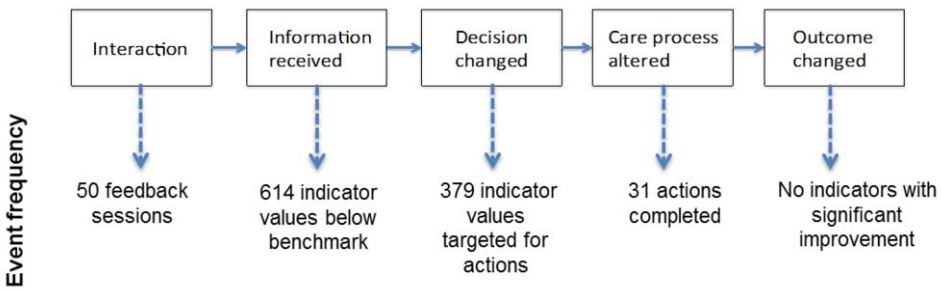 Interaction
Information
received
Decision
changed
Care process
altered
Outcome
changed
Event frequency
50 feedback
sessions
614 indicator
values below
benchmark
379 indicator
values
targeted for
actions
31 actions
completed
No indicators with
significant
improvement